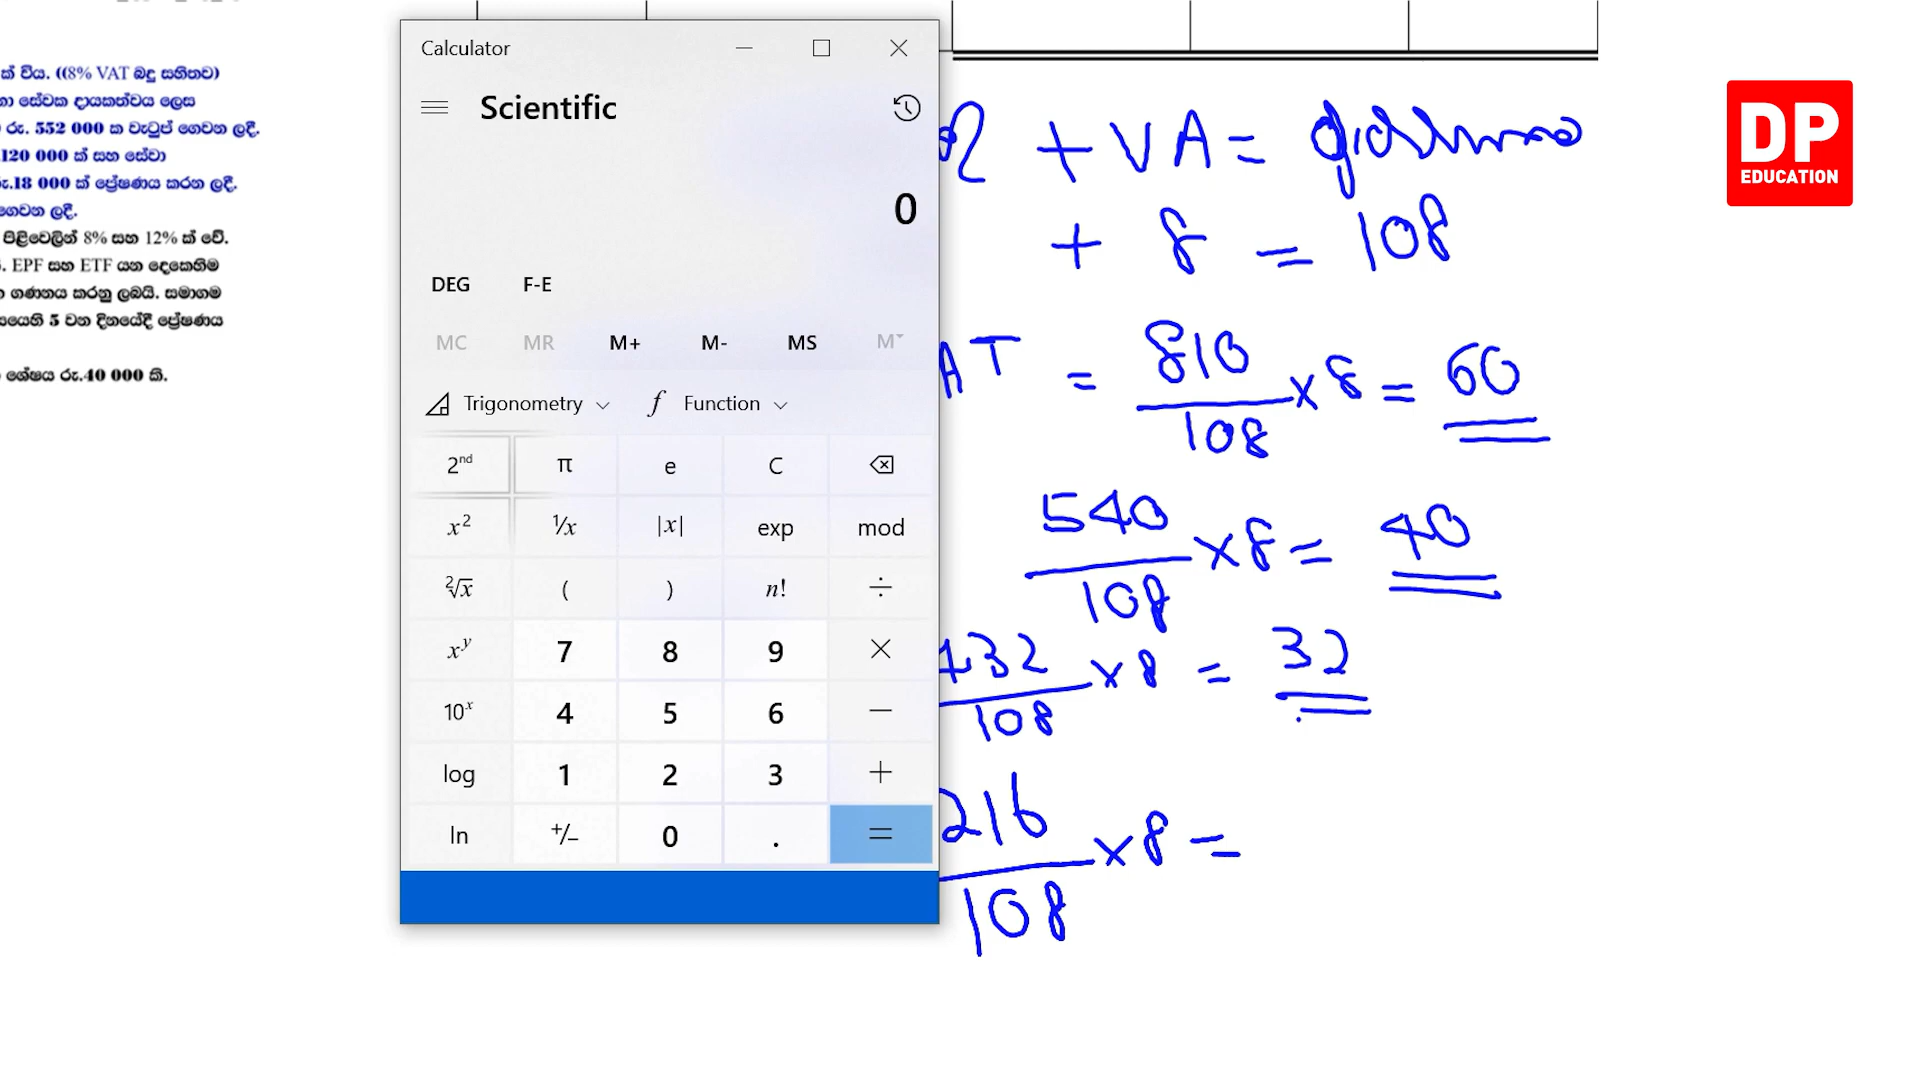 ක් විය. ((8% VAT බදු සහිතව)
හා සේවක දායකත්වය ලෙස
රු. 552 000 ක වැටුප් ගෙවන ලදී.
120 000 ක් සහ සේවා
රු.18 000 ක් ප්‍රේෂණය කරන ලදී.
ගෙවන ලදී.
පිළිවෙලින් 8% සහ 12% ක් වේ.
. EPF සහ ETF යන දෙකෙහිම
ගණනය කරනු ලබයි. සමාගම
5 වන දිනයේදී ප්‍රේෂණය
ශේෂය රු.40 000 කි.
Calculator
Scientific
0
DEG F-E
MC MR M+ M- MS M
Trigonometry f Function
2nd π e C
x2 1/x |x| exp mod
2√x ( ) n! ÷
xy 7 8 9 ×
10x 4 5 6 −
log 1 2 3 +
ln +/− 0 . =
+ VA =
+ 8 = 108
AT = 810/108 ×8 = 60
540/108 ×8 = 40
432/108 ×8 = 32
216/108 ×8 =
DP
EDUCATION